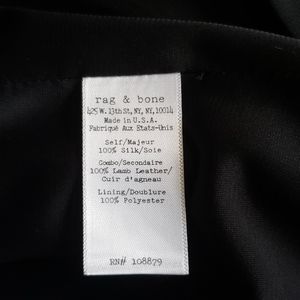 rag & bone
425 W. 13th St, NY, NY, 10014
Made in U.S.A.
Fabriqué Aux Etats-Unis
Self/Majeur
100% Silk/Soie
Combo/Secondaire
100% Lamb Leather/
Cuir d'agneau
Lining/Doublure
100% Polyester
RN# 108879